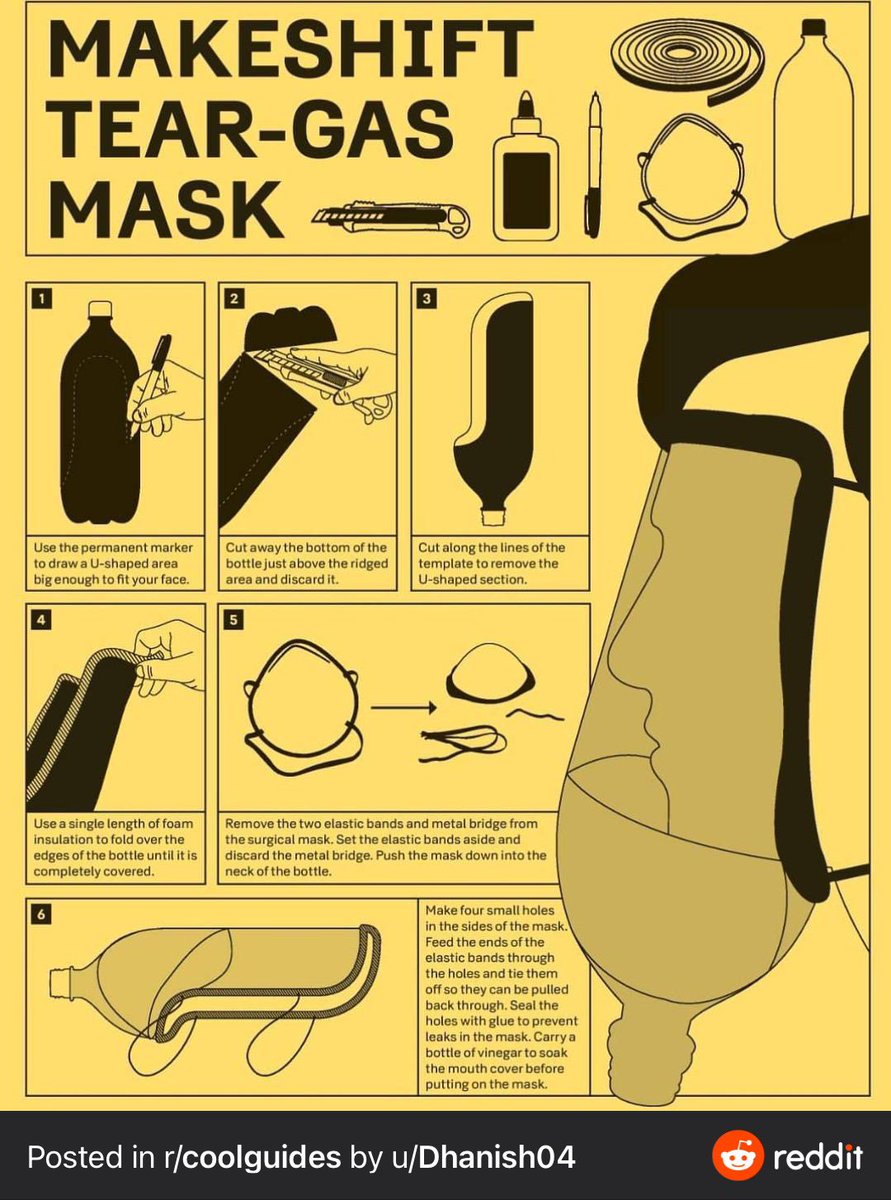 MAKESHIFT
TEAR-GAS
MASK
1
Use the permanent marker
to draw a U-shaped area
big enough to fit your face.
2
Cut away the bottom of the
bottle just above the ridged
area and discard it.
3
Cut along the lines of the
template to remove the
U-shaped section.
4
Use a single length of foam
insulation to fold over the
edges of the bottle until it is
completely covered.
5
Remove the two elastic bands and metal bridge from
the surgical mask. Set the elastic bands aside and
discard the metal bridge. Push the mask down into the
neck of the bottle.
6
Make four small holes
in the sides of the mask.
Feed the ends of the
elastic bands through
the holes and tie them
off so they can be pulled
back through. Seal the
holes with glue to prevent
leaks in the mask. Carry a
bottle of vinegar to soak
the mouth cover before
putting on the mask.
Posted in r/coolguides by u/Dhanish04
reddit